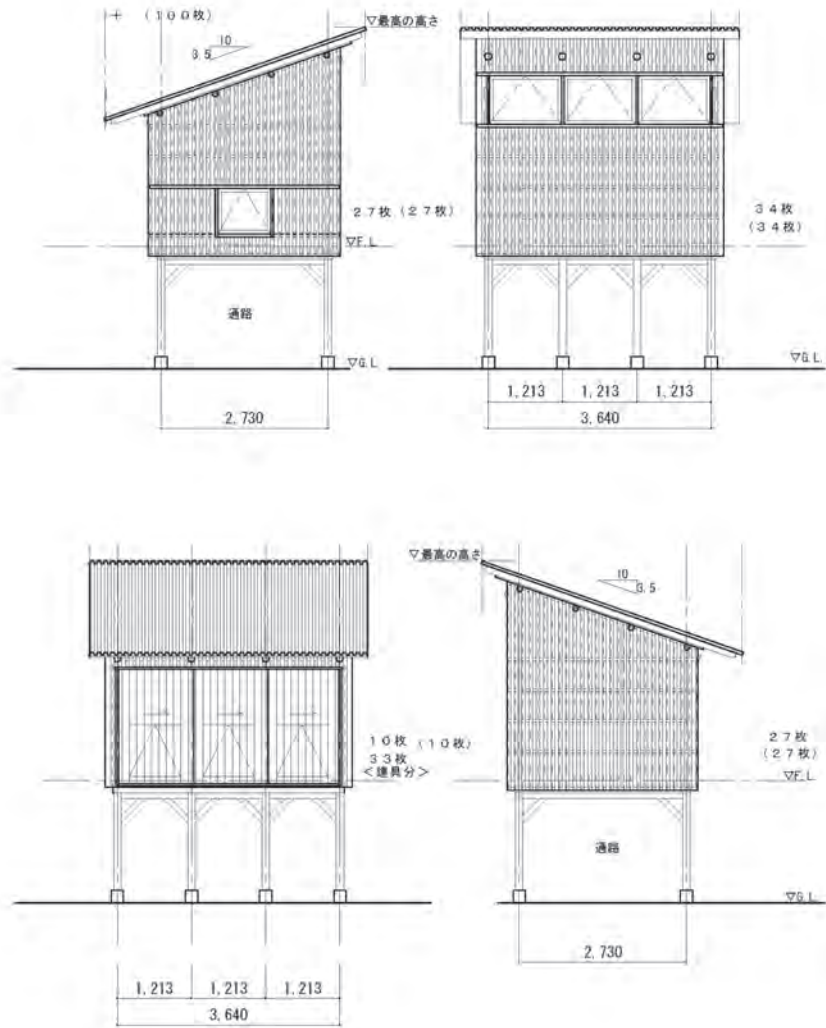 (100枚)
▽最高の高さ
10
3.5
27枚 (27枚)
▽F.L
通路
▽G.L
2,730
34枚
(34枚)
▽G.L
1,213 1,213 1,213
3,640
10枚 (10枚)
33枚
<建具分>
1,213 1,213 1,213
3,640
▽最高の高さ
10
3.5
27枚
(27枚)
▽F.L
通路
▽G.L
2,730